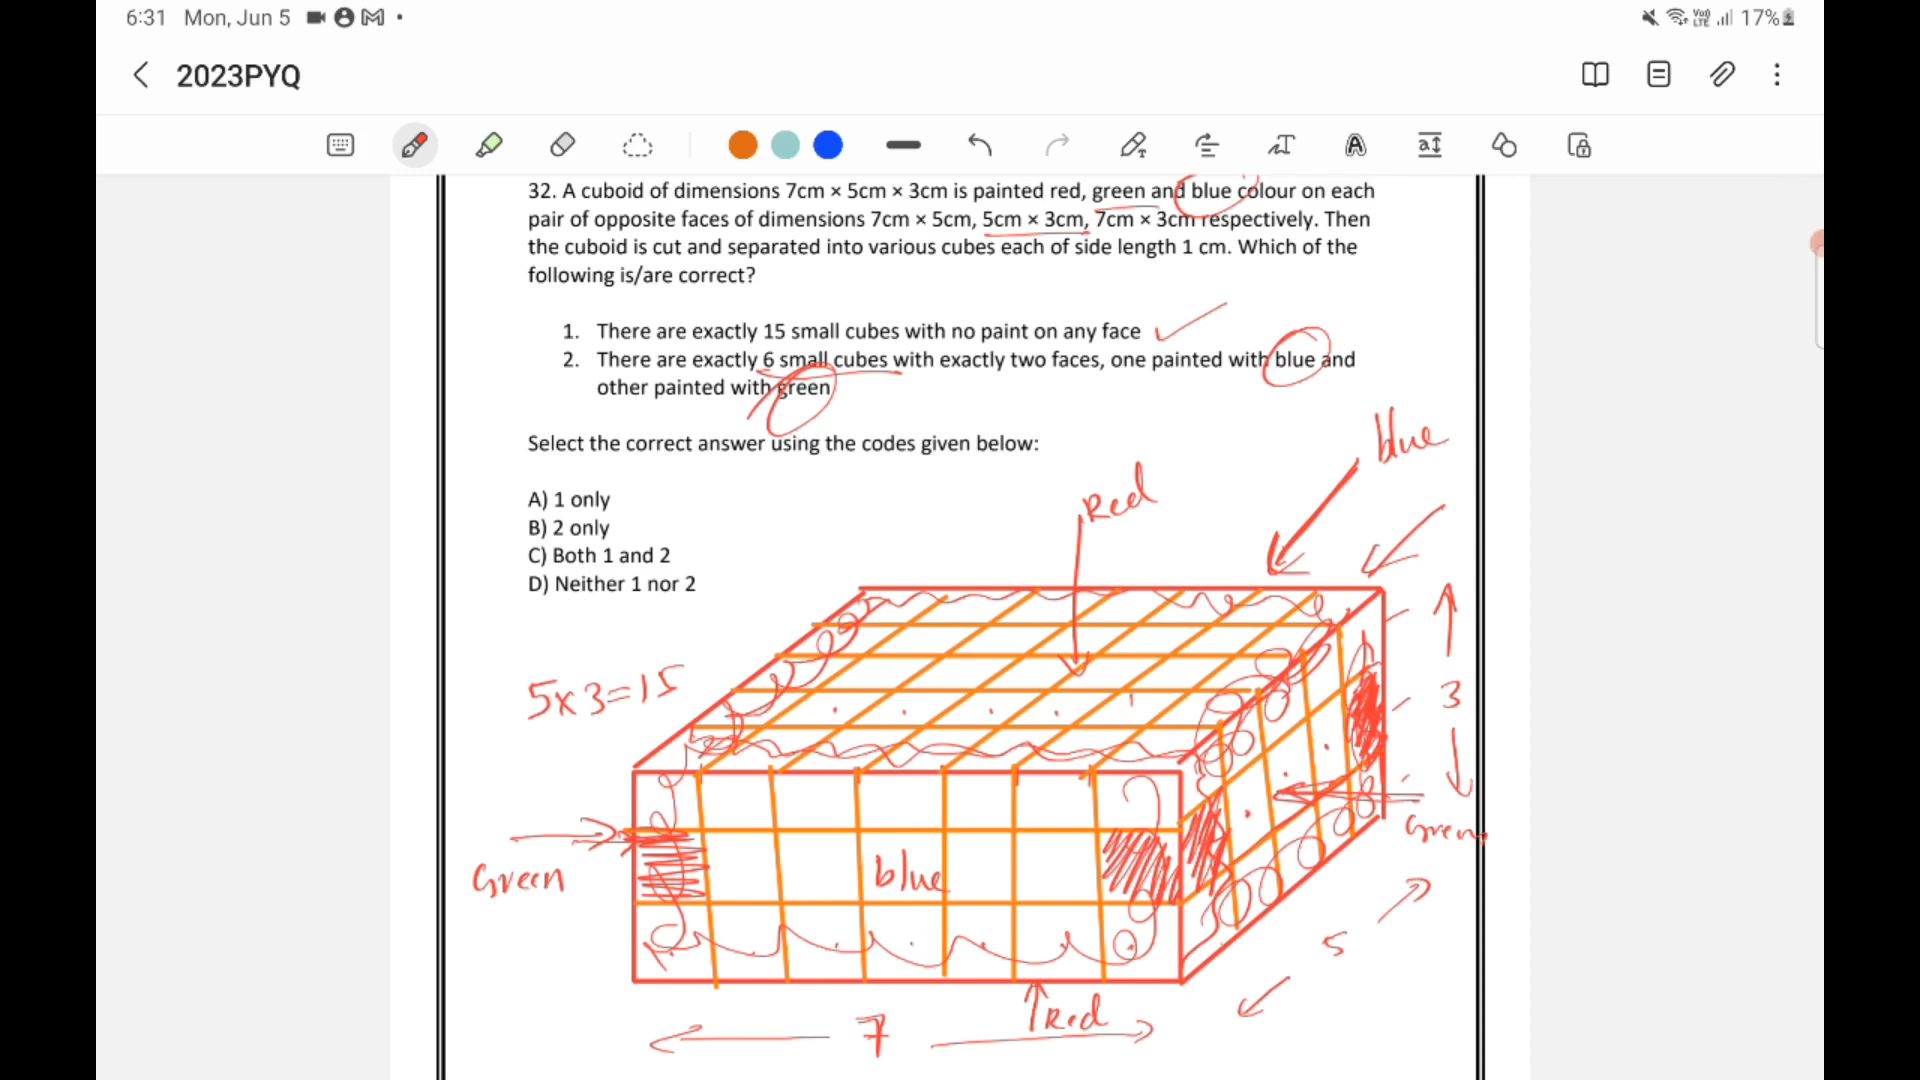 6:31 Mon, Jun 5
17%
2023PYQ
32. A cuboid of dimensions 7cm × 5cm × 3cm is painted red, green and blue colour on each
pair of opposite faces of dimensions 7cm × 5cm, 5cm × 3cm, 7cm × 3cm respectively. Then
the cuboid is cut and separated into various cubes each of side length 1 cm. Which of the
following is/are correct?
1. There are exactly 15 small cubes with no paint on any face
2. There are exactly 6 small cubes with exactly two faces, one painted with blue and
other painted with green
Select the correct answer using the codes given below:
A) 1 only
B) 2 only
C) Both 1 and 2
D) Neither 1 nor 2
blue
Red
5x3=15
3
Green
blue
Green
5
Red
7